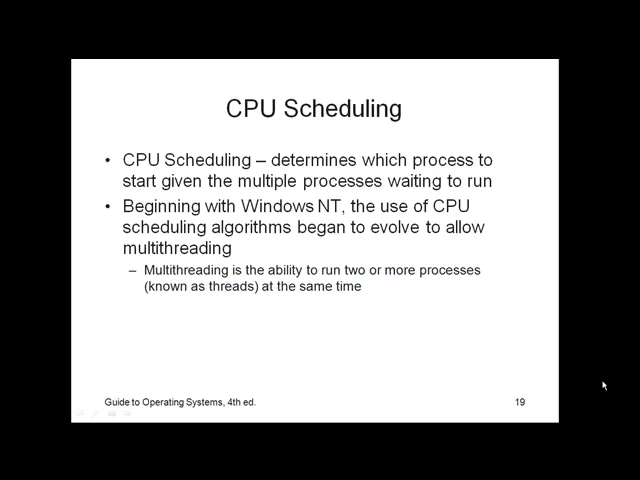 CPU Scheduling
• CPU Scheduling – determines which process to
start given the multiple processes waiting to run
• Beginning with Windows NT, the use of CPU
scheduling algorithms began to evolve to allow
multithreading
– Multithreading is the ability to run two or more processes
(known as threads) at the same time
Guide to Operating Systems, 4th ed.
19